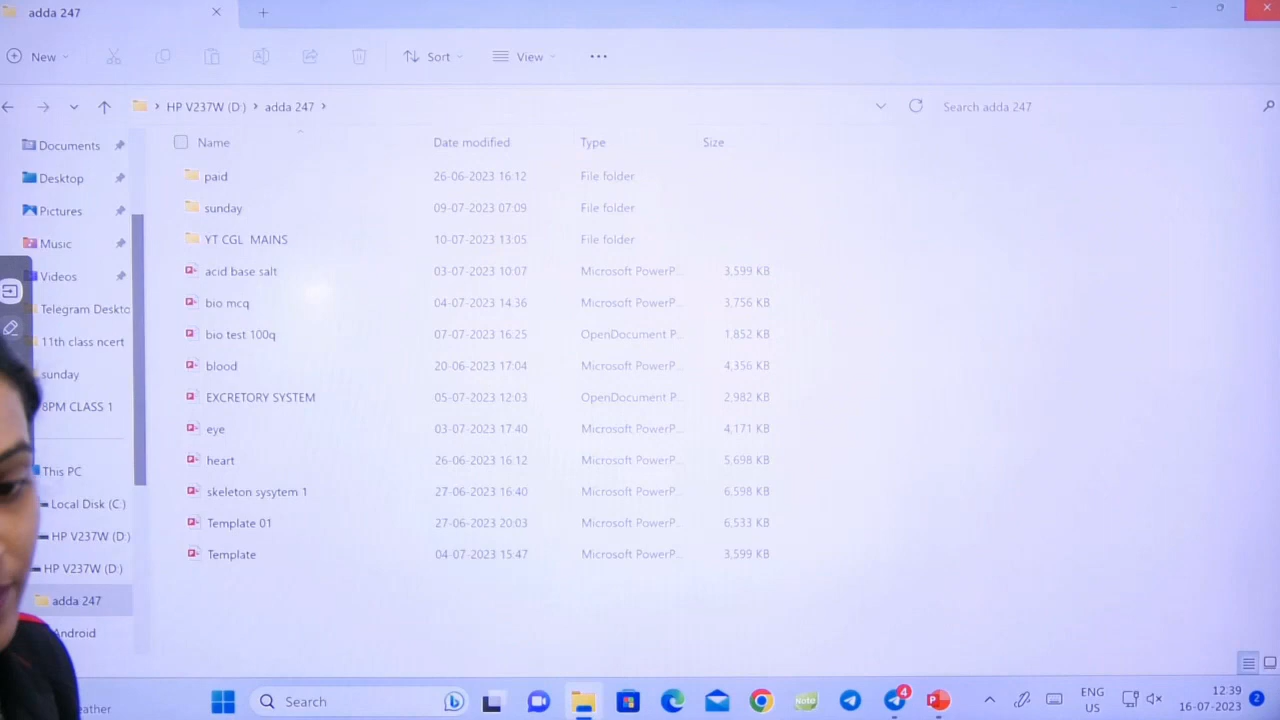 adda 247
New
Sort
View
HP V237W (D:) adda 247
Search adda 247
Name Date modified Type Size
paid 26-06-2023 16:12 File folder
sunday 09-07-2023 07:09 File folder
YT CGL MAINS 10-07-2023 13:05 File folder
acid base salt 03-07-2023 10:07 Microsoft PowerP... 3,599 KB
bio mcq 04-07-2023 14:36 Microsoft PowerP... 3,756 KB
bio test 100q 07-07-2023 16:25 OpenDocument P... 1,852 KB
blood 20-06-2023 17:04 Microsoft PowerP... 4,356 KB
EXCRETORY SYSTEM 05-07-2023 12:03 OpenDocument P... 2,982 KB
eye 03-07-2023 17:40 Microsoft PowerP... 4,171 KB
heart 26-06-2023 16:12 Microsoft PowerP... 5,698 KB
skeleton sysytem 1 27-06-2023 16:40 Microsoft PowerP... 6,598 KB
Template 01 27-06-2023 20:03 Microsoft PowerP... 6,533 KB
Template 04-07-2023 15:47 Microsoft PowerP... 3,599 KB
Documents
Desktop
Pictures
Music
Videos
Telegram Deskto
11th class ncert
sunday
8PM CLASS 1
This PC
Local Disk (C:)
HP V237W (D:)
HP V237W (D:)
adda 247
Android
eather
Search
Note
4
ENG
US
12:39
16-07-2023
2